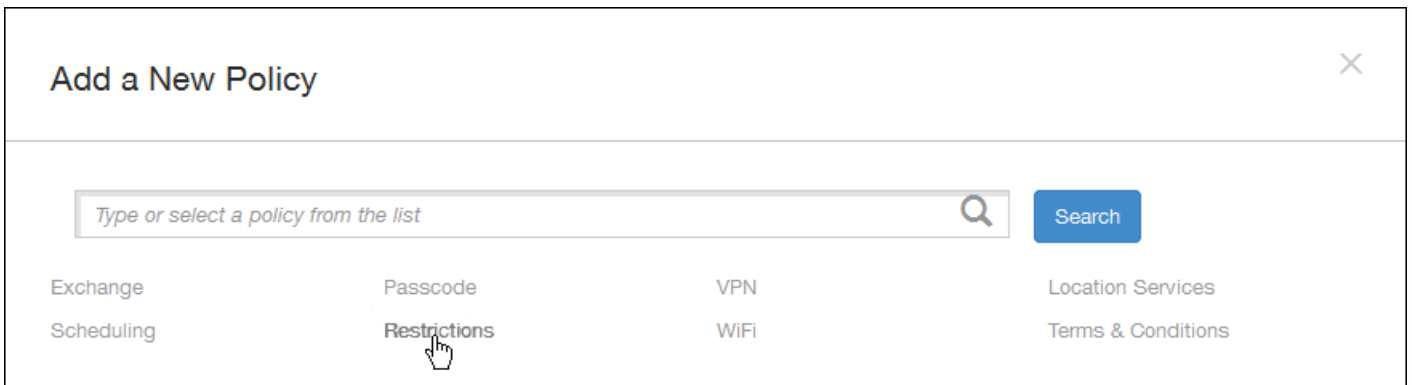 Add a New Policy
Type or select a policy from the list
Search
Exchange Passcode VPN Location Services
Scheduling Restrictions WiFi Terms & Conditions